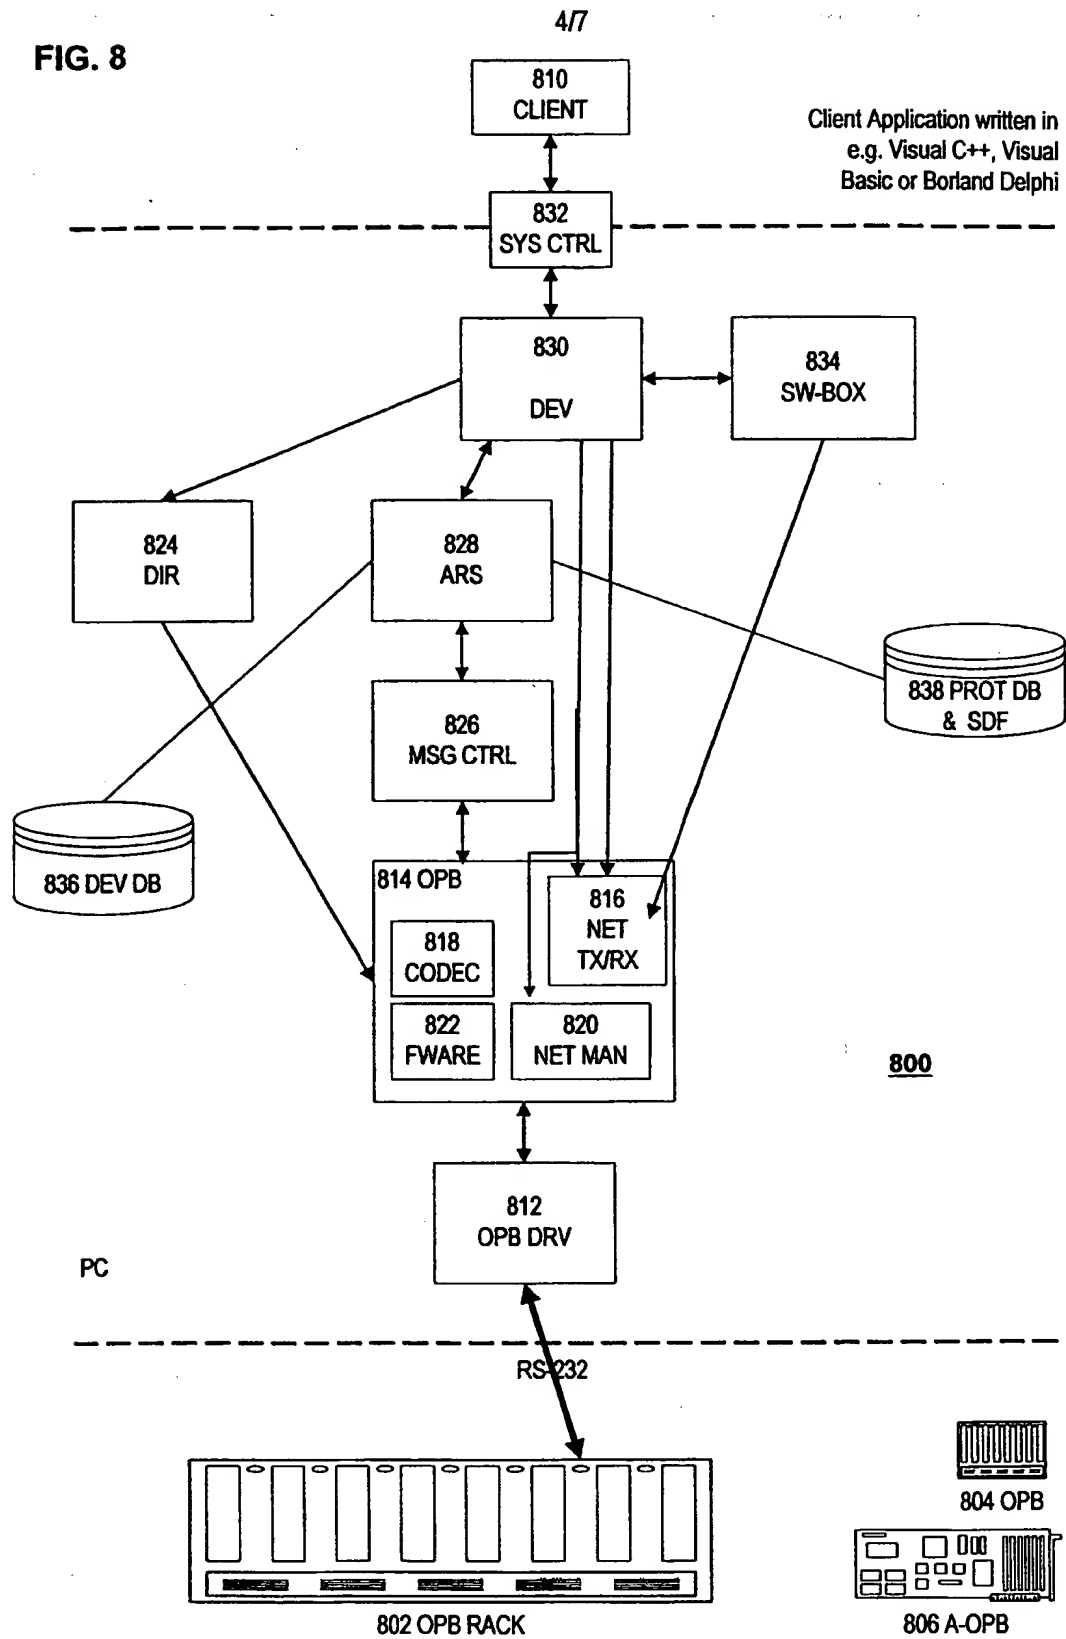 4/7
FIG. 8
810
CLIENT
Client Application written in
e.g. Visual C++, Visual
Basic or Borland Delphi
832
SYS CTRL
830
DEV
834
SW-BOX
824
DIR
828
ARS
838 PROT DB
& SDF
826
MSG CTRL
836 DEV DB
814 OPB
816
NET
TX/RX
818
CODEC
822
FWARE
820
NET MAN
800
812
OPB DRV
PC
RS-232
804 OPB
802 OPB RACK
806 A-OPB